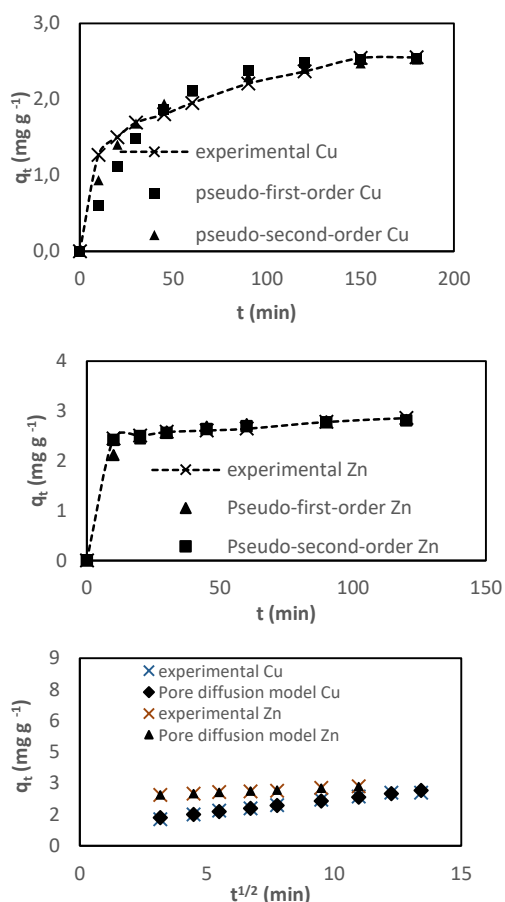 3,0
2,0
1,0
0,0
0
50
100
150
200
q_t (mg g ⁻¹)
t (min)
experimental Cu
pseudo-first-order Cu
pseudo-second-order Cu
4
3
2
1
0
0
50
100
150
q_t (mg g ⁻¹)
t (min)
experimental Zn
Pseudo-first-order Zn
Pseudo-second-order Zn
9
8
6
5
3
2
0
0
5
10
15
q_t (mg g ⁻¹)
t^1/2 (min)
experimental Cu
Pore diffusion model Cu
experimental Zn
Pore diffusion model Zn